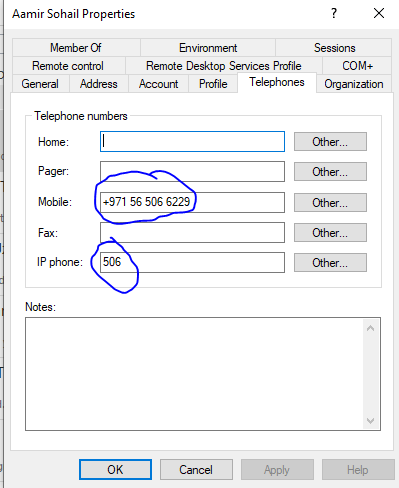 Aamir Sohail Properties ? ×
Member Of Environment Sessions
Remote control Remote Desktop Services Profile COM+
General Address Account Profile Telephones Organization
Telephone numbers
Home: Other...
Pager: Other...
Mobile: +971 56 506 6229 Other...
Fax: Other...
IP phone: 506 Other...
Notes:
OK Cancel Apply Help